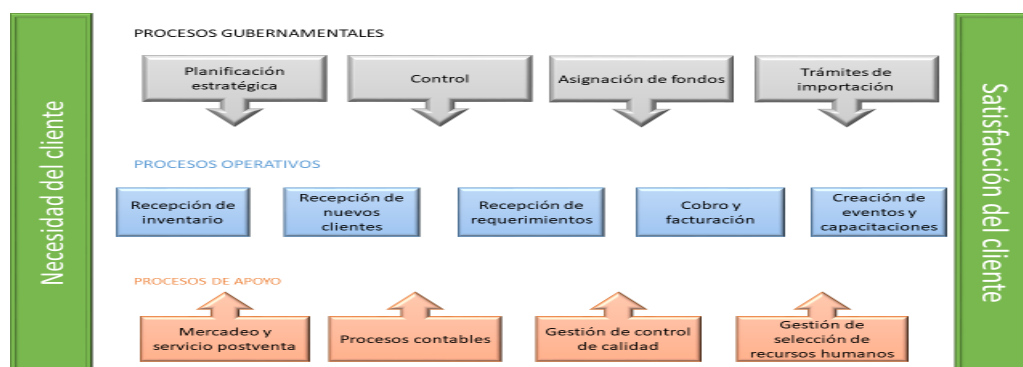 Necesidad del cliente
PROCESOS GUBERNAMENTALES
Planificación
estratégica
Control
Asignación de fondos
Trámites de
importación
PROCESOS OPERATIVOS
Recepción de
inventario
Recepción de
nuevos
clientes
Recepción de
requerimientos
Cobro y
facturación
Creación de
eventos y
capacitaciones
PROCESOS DE APOYO
Mercadeo y
servicio postventa
Procesos contables
Gestión de control
de calidad
Gestión de
selección de
recursos humanos
Satisfacción del cliente